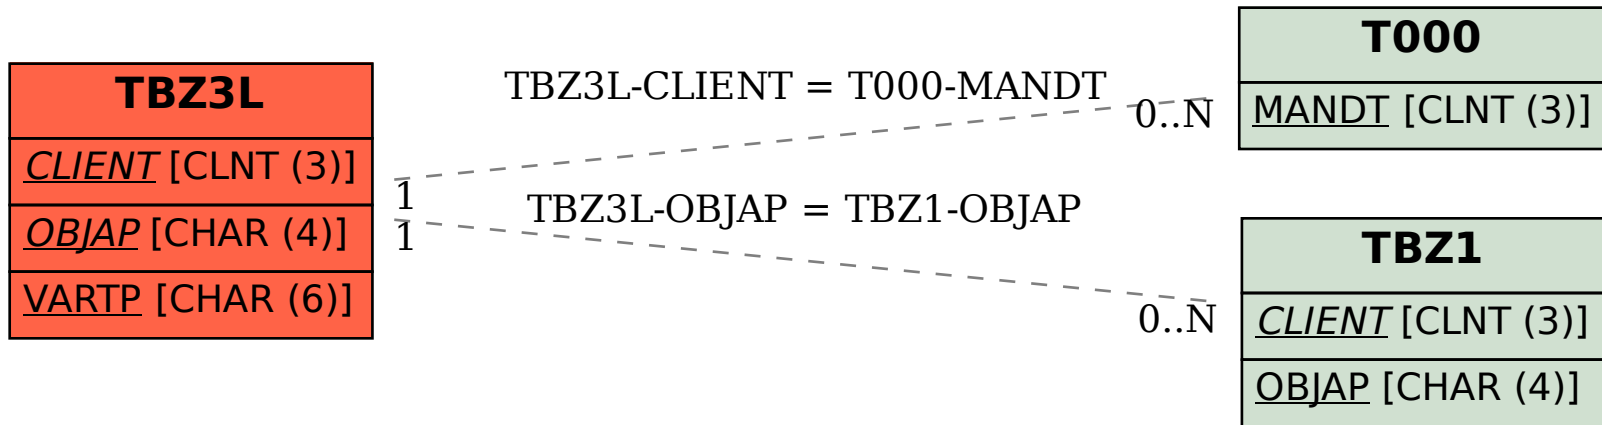 TBZ3L
CLIENT [CLNT (3)]
OBJAP [CHAR (4)]
VARTP [CHAR (6)]
TBZ3L-CLIENT = T000-MANDT
0..N
1
TBZ3L-OBJAP = TBZ1-OBJAP
1
0..N
T000
MANDT [CLNT (3)]
TBZ1
CLIENT [CLNT (3)]
OBJAP [CHAR (4)]